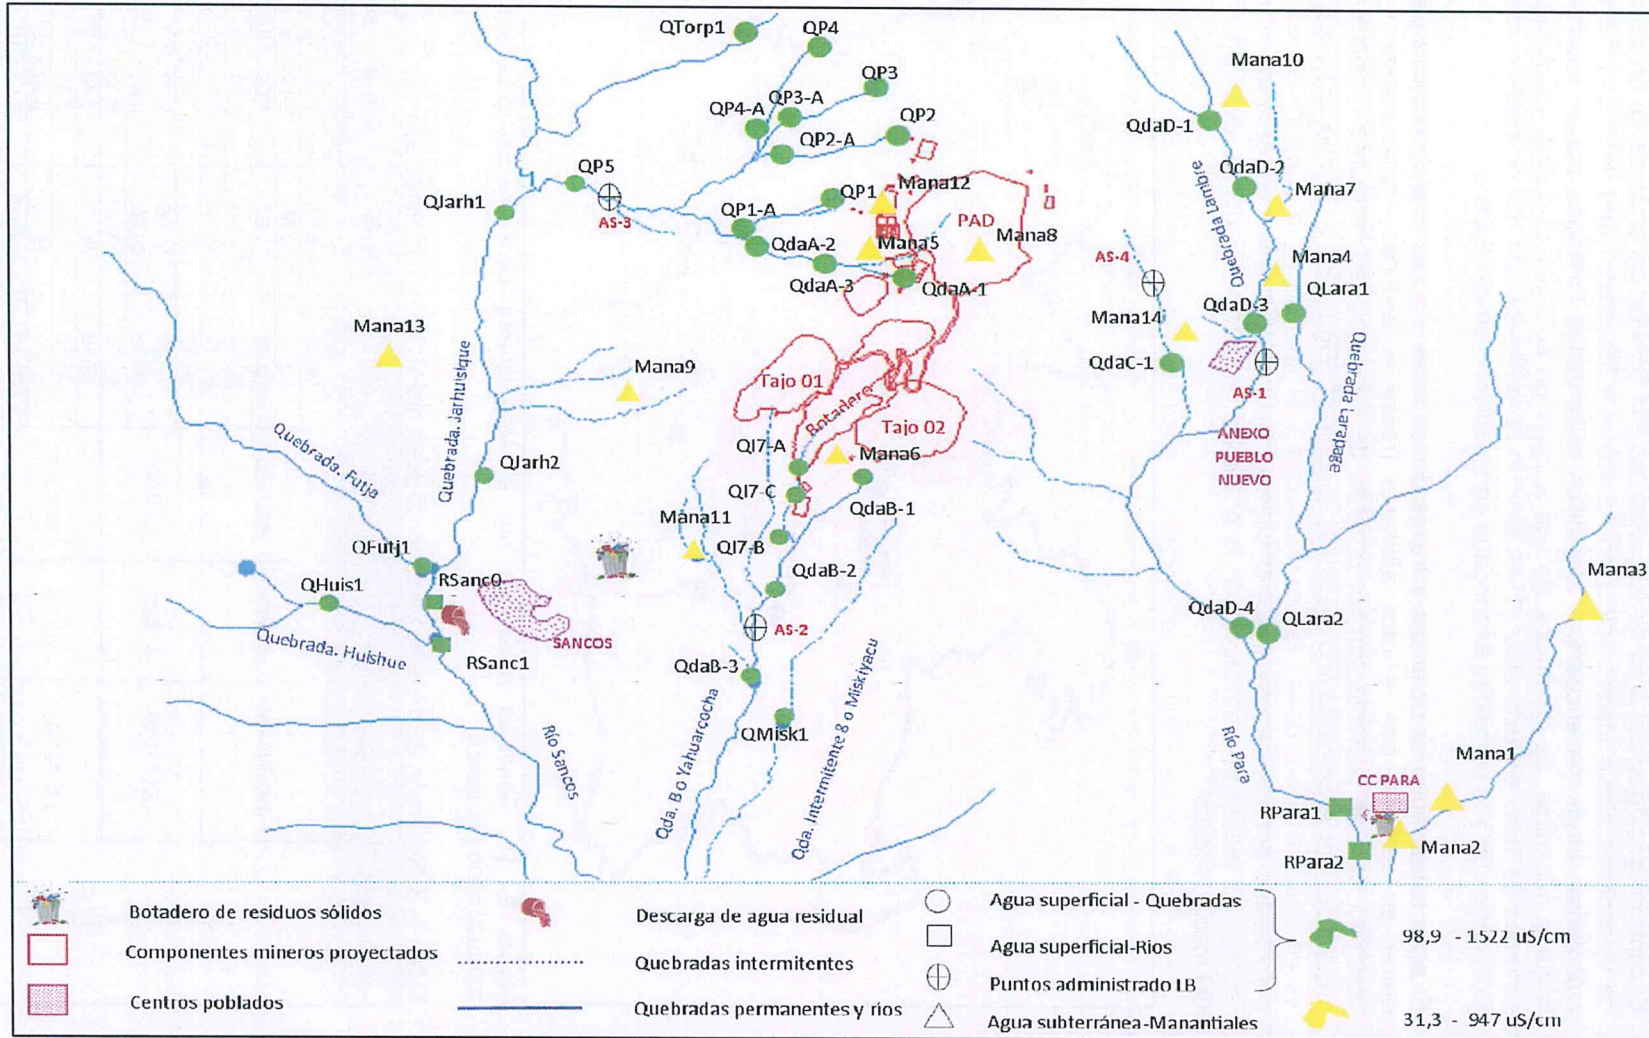 QTorp1
QP4
QP3
QP3-A
QP4-A
QP2
QP2-A
QP5
AS-3
QJarh1
QP1
QP1-A
QdaA-2
QdaA-3
QdaA-1
Mana12
Mana5
PAD
Mana8
Mana10
QdaD-1
QdaD-2
Mana7
Quebrada Lambre
Mana4
QLara1
QdaD-3
AS-4
Mana14
QdaC-1
AS-1
ANEXO
PUEBLO
NUEVO
Quebrada Larapage
Mana13
Quebrada. Jarhuisique
Mana9
Tajo 01
Botadero
Tajo 02
QI7-A
Mana6
QI7-C
QdaB-1
Quebrada. Futja
QJarh2
Mana11
QI7-B
QdaB-2
QFutj1
RSanc0
QHuis1
Quebrada. Huishue
SANCOS
RSanc1
AS-2
QdaB-3
QMisk1
Río Sancos
Qda. B o Yahuarcocha
Qda. Intermitente 8 o Miskiyacu
Mana3
QdaD-4
QLara2
Río Para
Mana1
CC PARA
RPara1
Mana2
RPara2
Botadero de residuos sólidos
Componentes mineros proyectados
Centros poblados
Descarga de agua residual
Quebradas intermitentes
Quebradas permanentes y ríos
Agua superficial - Quebradas
Agua superficial-Rios
Puntos administrado LB
Agua subterránea-Manantiales
98,9 - 1522 uS/cm
31,3 - 947 uS/cm